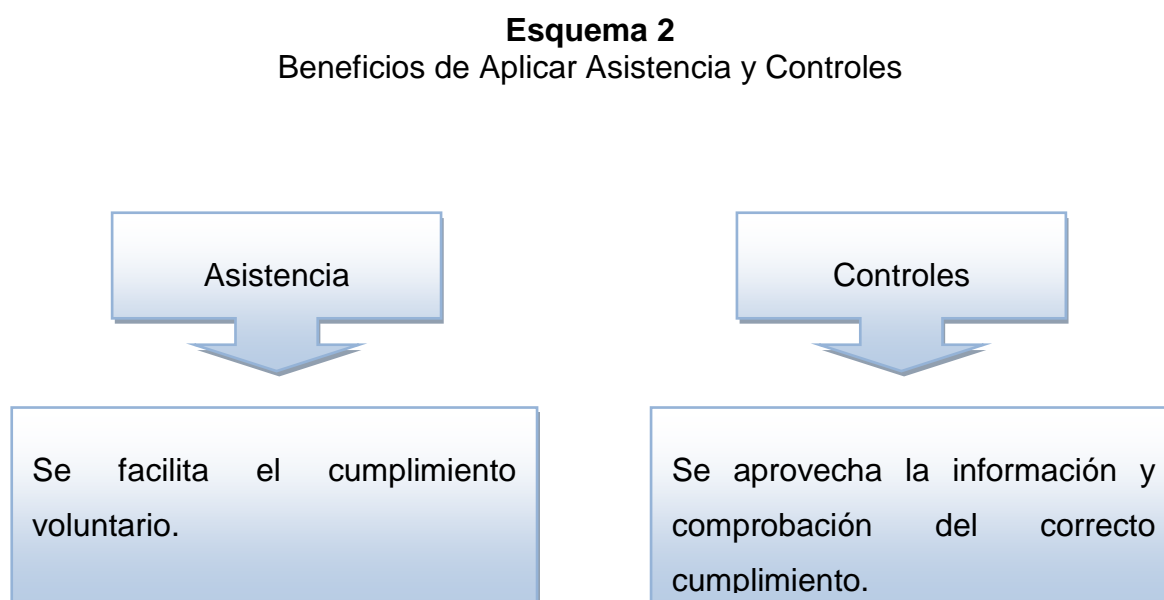 Esquema 2
Beneficios de Aplicar Asistencia y Controles
Asistencia
Controles
Se facilita el cumplimiento
voluntario.
Se aprovecha la información y
comprobación del correcto
cumplimiento.